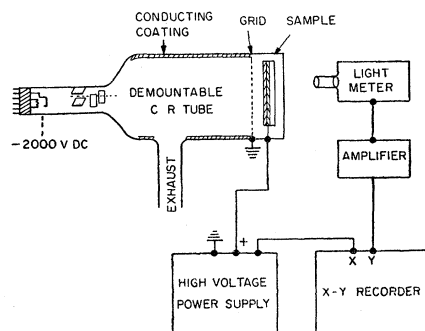 CONDUCTING
COATING
GRID
SAMPLE
DEMOUNTABLE
C R TUBE
LIGHT
METER
−2000 V DC
EXHAUST
AMPLIFIER
+
X Y
HIGH VOLTAGE
POWER SUPPLY
X-Y RECORDER